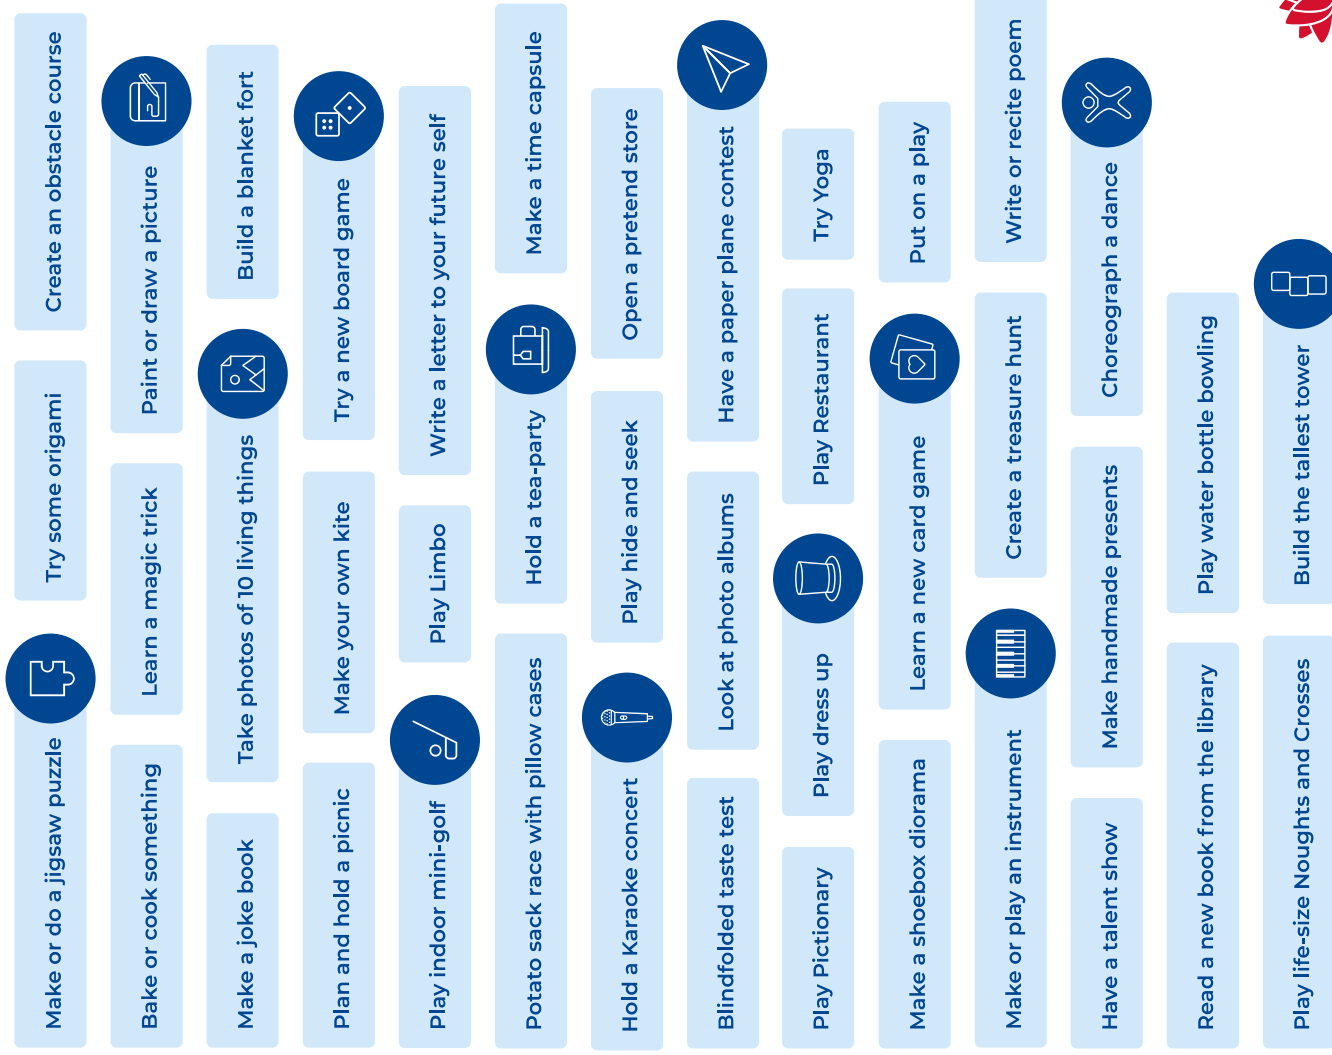 Make or do a jigsaw puzzle
Try some origami
Create an obstacle course
Bake or cook something
Learn a magic trick
Paint or draw a picture
Make a joke book
Take photos of 10 living things
Build a blanket fort
Plan and hold a picnic
Make your own kite
Try a new board game
Play indoor mini-golf
Play Limbo
Write a letter to your future self
Potato sack race with pillow cases
Hold a tea-party
Make a time capsule
Hold a Karaoke concert
Play hide and seek
Open a pretend store
Blindfolded taste test
Look at photo albums
Have a paper plane contest
Play Pictionary
Play dress up
Play Restaurant
Try Yoga
Make a shoebox diorama
Learn a new card game
Put on a play
Make or play an instrument
Create a treasure hunt
Write or recite poem
Have a talent show
Make handmade presents
Choreograph a dance
Read a new book from the library
Play water bottle bowling
Play life-size Noughts and Crosses
Build the tallest tower